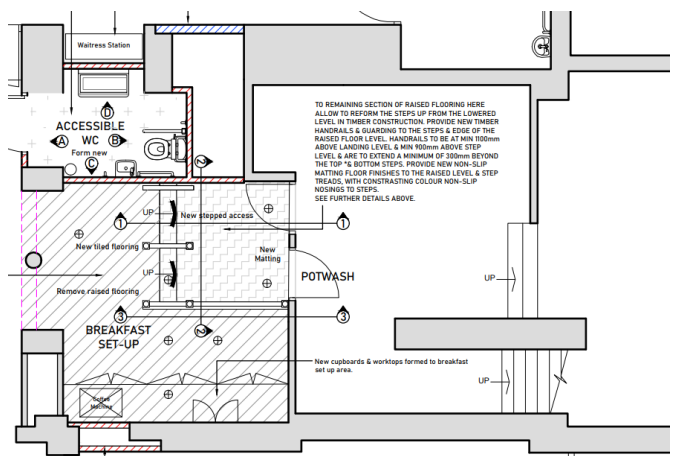 Waitress Station
TO REMAINING SECTION OF RAISED FLOORING HERE
ALLOW TO REFORM THE STEPS UP FROM THE LOWERED
LEVEL IN TIMBER CONSTRUCTION. PROVIDE NEW TIMBER
HANDRAILS & GUARDING TO THE STEPS & EDGE OF THE
RAISED FLOOR LEVEL. HANDRAILS TO BE AT MIN 1100mm
ABOVE LANDING LEVEL & MIN 900mm ABOVE STEP
LEVEL & ARE TO EXTEND A MINIMUM OF 300mm BEYOND
THE TOP *& BOTTOM STEPS. PROVIDE NEW NON-SLIP
MATTING FLOOR FINISHES TO THE RAISED LEVEL & STEP
TREADS, WITH CONSTRASTING COLOUR NON-SLIP
NOSINGS TO STEPS.
SEE FURTHER DETAILS ABOVE.
D
ACCESSIBLE
WC
A
B
Form new
C
2
UP
New stepped access
1
1
New tiled flooring
New
Matting
UP
POTWASH
UP
Remove raised flooring
3
3
BREAKFAST
SET-UP
2
New cupboards & worktops formed to breakfast
set up area.
UP
Coffee
Machine